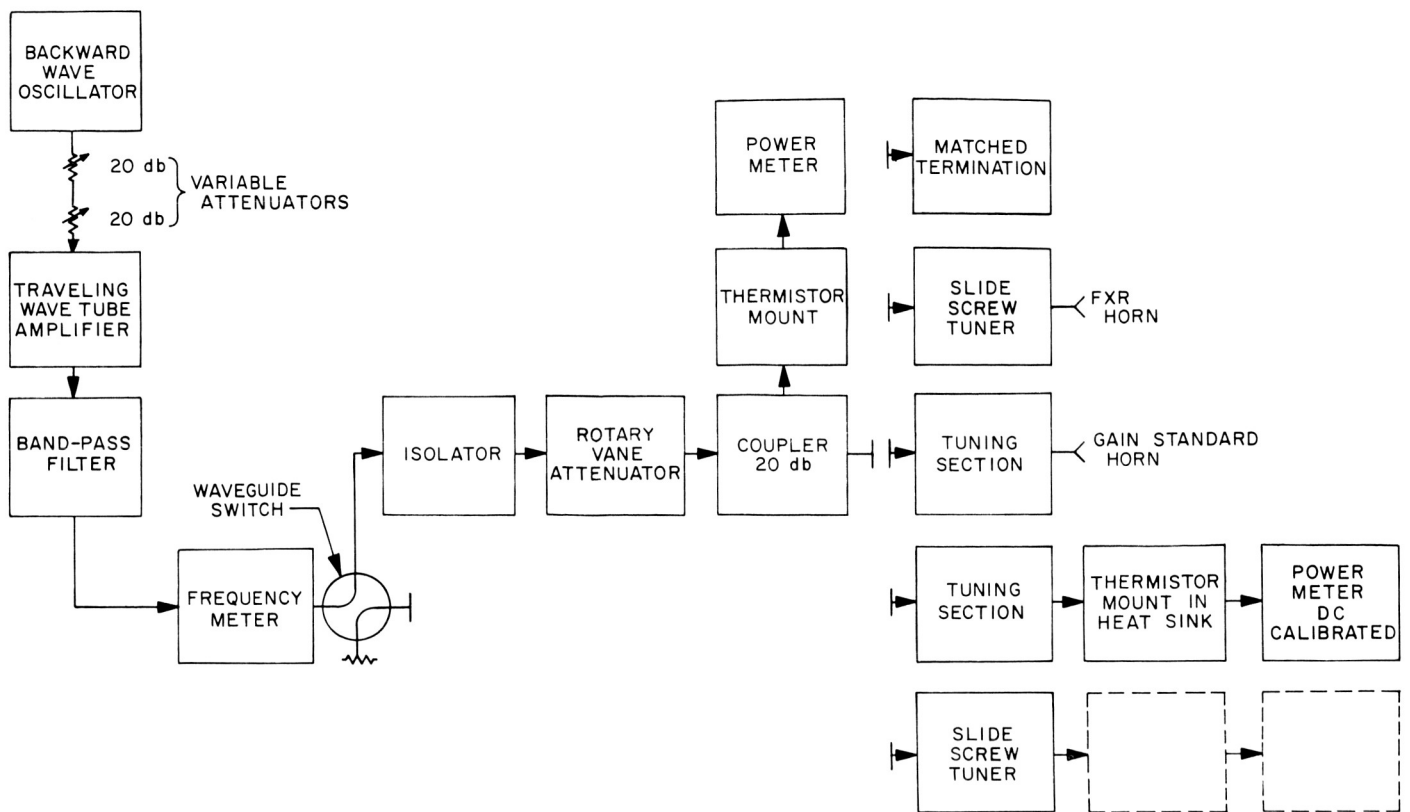 BACKWARD
WAVE
OSCILLATOR
20 db
20 db
VARIABLE
ATTENUATORS
TRAVELING
WAVE TUBE
AMPLIFIER
BAND-PASS
FILTER
FREQUENCY
METER
WAVEGUIDE
SWITCH
ISOLATOR
ROTARY
VANE
ATTENUATOR
COUPLER
20 db
THERMISTOR
MOUNT
POWER
METER
MATCHED
TERMINATION
SLIDE
SCREW
TUNER
FXR
HORN
TUNING
SECTION
GAIN STANDARD
HORN
TUNING
SECTION
THERMISTOR
MOUNT IN
HEAT SINK
POWER
METER
DC
CALIBRATED
SLIDE
SCREW
TUNER